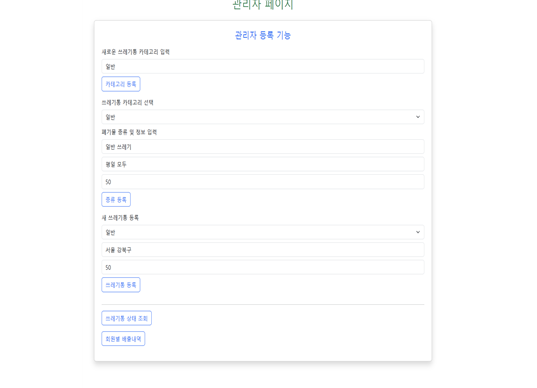 관리자 페이지
관리자 등록 기능
새로운 쓰레기통 카테고리 입력
일반
카테고리 등록
쓰레기통 카테고리 선택
일반
폐기물 종류 및 정보 입력
일반 쓰레기
평일 모두
50
종류 등록
새 쓰레기통 등록
일반
서울 강북구
50
쓰레기통 등록
쓰레기통 상태 조회
회원별 배출내역